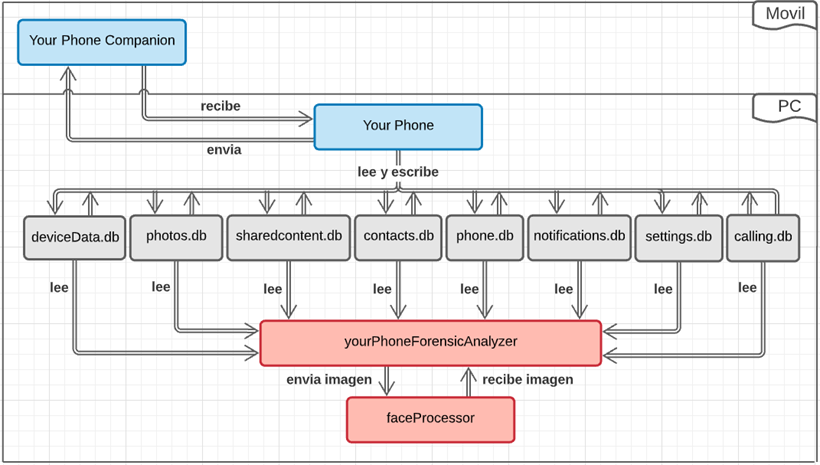 Movil
Your Phone Companion
PC
recibe
Your Phone
envia
lee y escribe
deviceData.db
photos.db
sharedcontent.db
contacts.db
phone.db
notifications.db
settings.db
calling.db
lee
lee
lee
lee
lee
lee
lee
lee
yourPhoneForensicAnalyzer
envia imagen
recibe imagen
faceProcessor